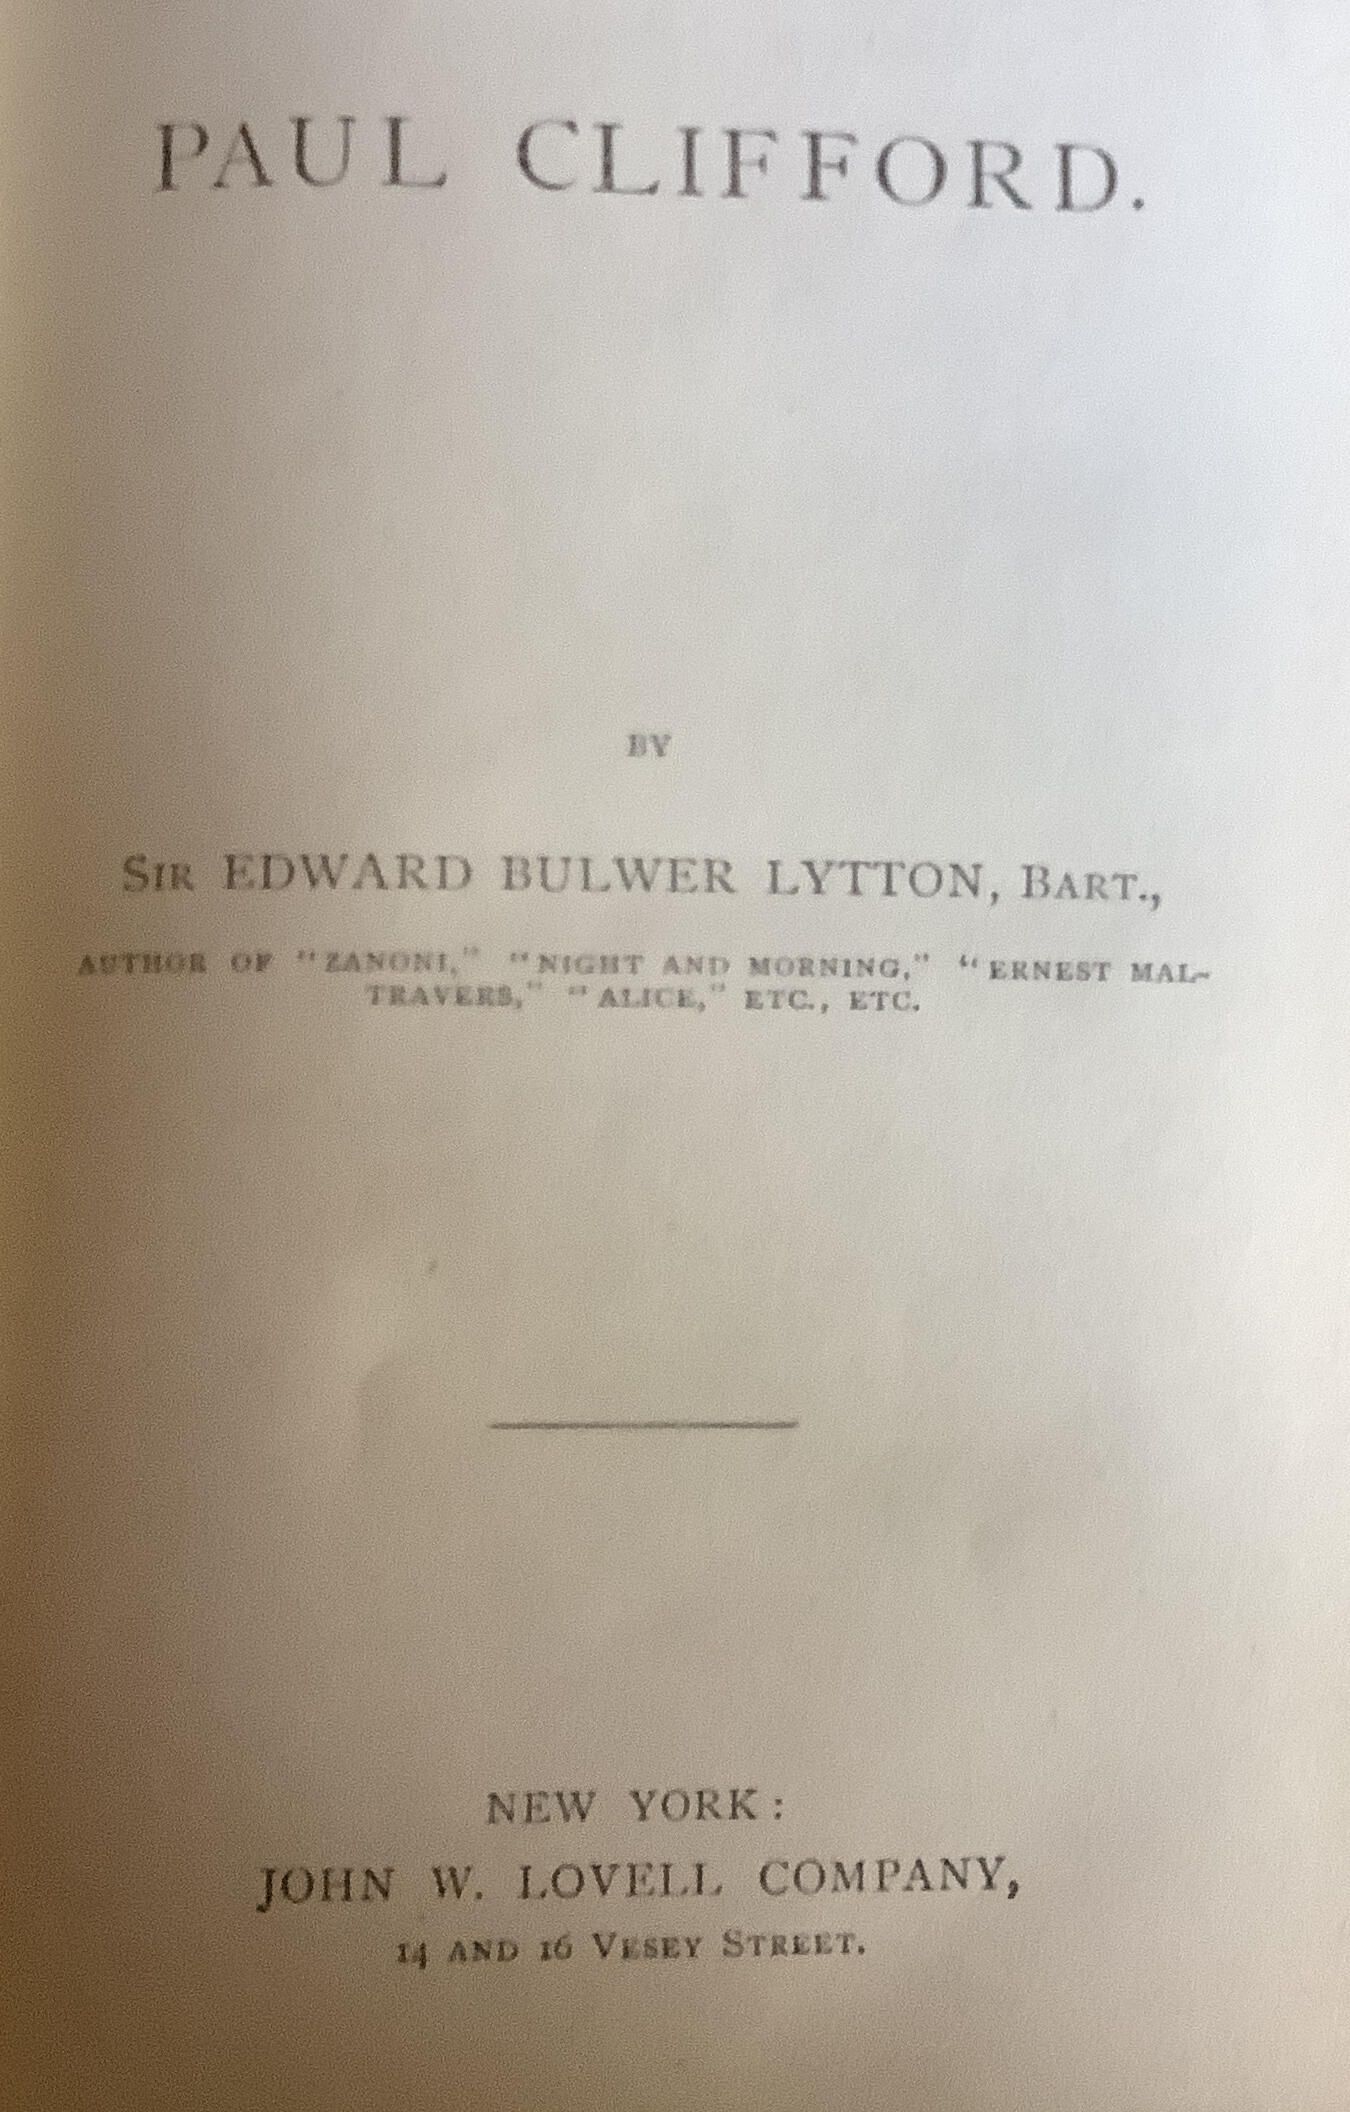 PAUL CLIFFORD.
BY
SIR EDWARD BULWER LYTTON, BART.,
AUTHOR OF "ZANONI," "NIGHT AND MORNING," "ERNEST MAL-
TRAVERS," "ALICE," ETC., ETC.
NEW YORK:
JOHN W. LOVELL COMPANY,
14 AND 16 VESEY STREET.